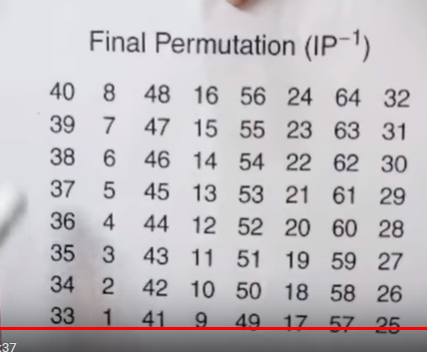 Final Permutation (IP⁻¹)
40 8 48 16 56 24 64 32
39 7 47 15 55 23 63 31
38 6 46 14 54 22 62 30
37 5 45 13 53 21 61 29
36 4 44 12 52 20 60 28
35 3 43 11 51 19 59 27
34 2 42 10 50 18 58 26
33 1 41 9 49 17 57 25
:37